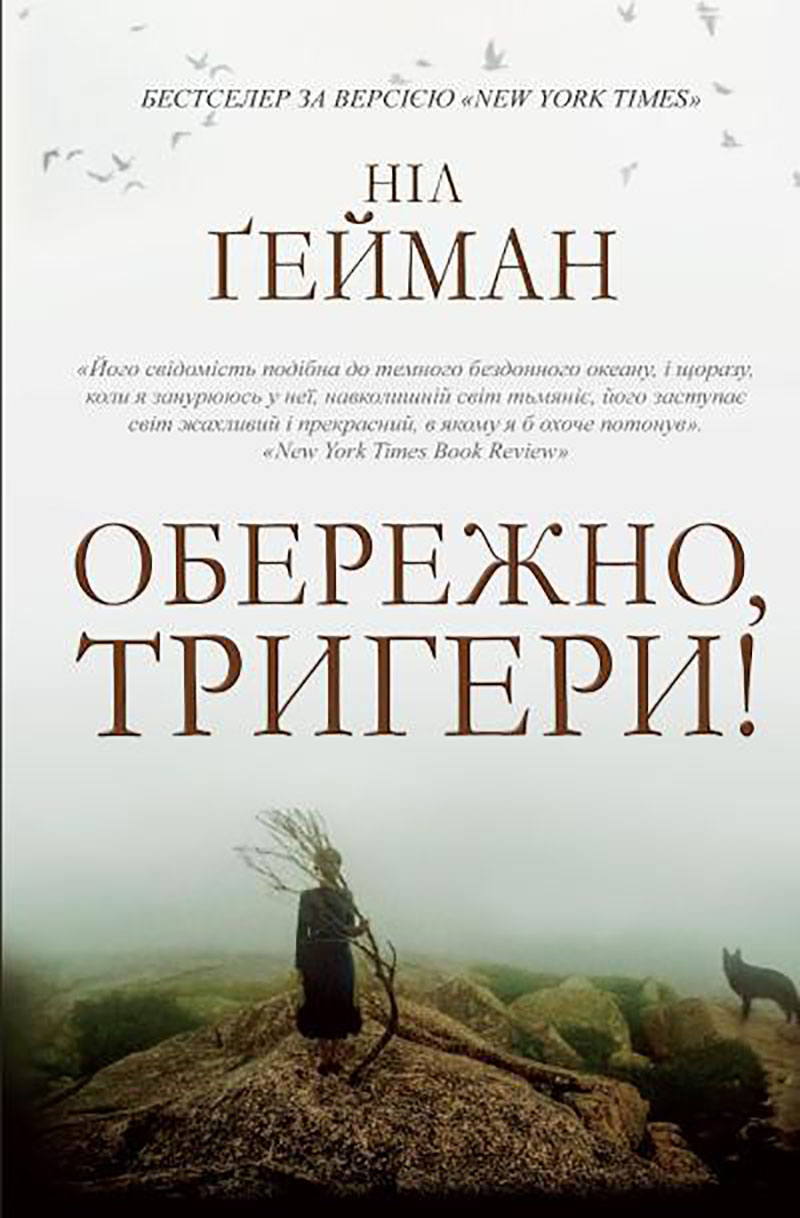 БЕСТСЕЛЕР ЗА ВЕРСІЄЮ «NEW YORK TIMES»
НІЛ
ҐЕЙМАН
«Його свідомість подібна до темного бездонного океану, і щоразу,
коли я занурююсь у неї, навколишній світ тьмяніє, його заступає
світ жахливий і прекрасний, в якому я б охоче потонув».
«New York Times Book Review»
ОБЕРЕЖНО,
ТРИГЕРИ!